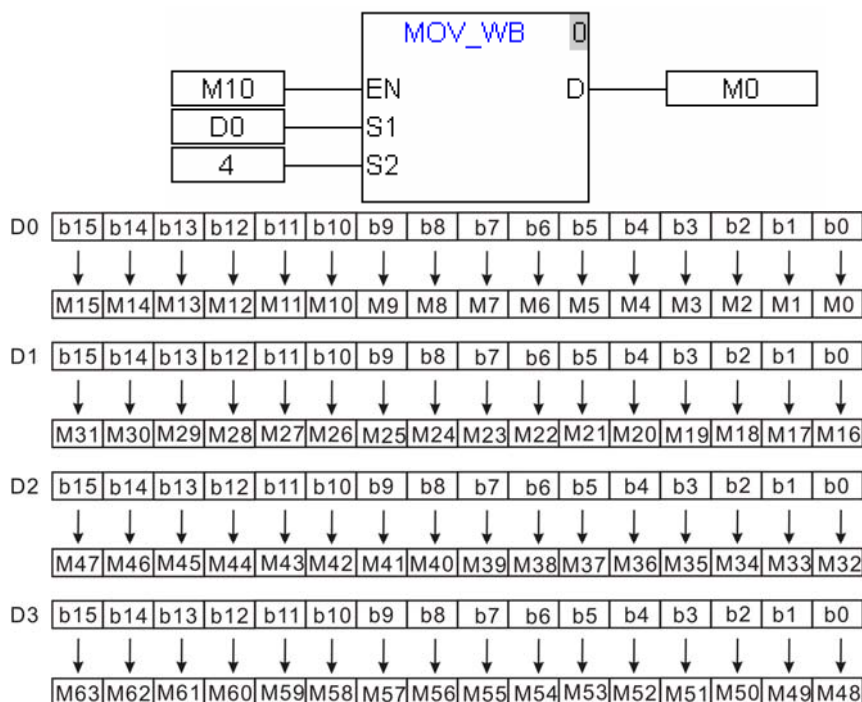 MOV_WB 0
M10 EN D M0
D0 S1
4 S2
D0 b15 b14 b13 b12 b11 b10 b9 b8 b7 b6 b5 b4 b3 b2 b1 b0
M15 M14 M13 M12 M11 M10 M9 M8 M7 M6 M5 M4 M3 M2 M1 M0
D1 b15 b14 b13 b12 b11 b10 b9 b8 b7 b6 b5 b4 b3 b2 b1 b0
M31 M30 M29 M28 M27 M26 M25 M24 M23 M22 M21 M20 M19 M18 M17 M16
D2 b15 b14 b13 b12 b11 b10 b9 b8 b7 b6 b5 b4 b3 b2 b1 b0
M47 M46 M45 M44 M43 M42 M41 M40 M39 M38 M37 M36 M35 M34 M33 M32
D3 b15 b14 b13 b12 b11 b10 b9 b8 b7 b6 b5 b4 b3 b2 b1 b0
M63 M62 M61 M60 M59 M58 M57 M56 M55 M54 M53 M52 M51 M50 M49 M48